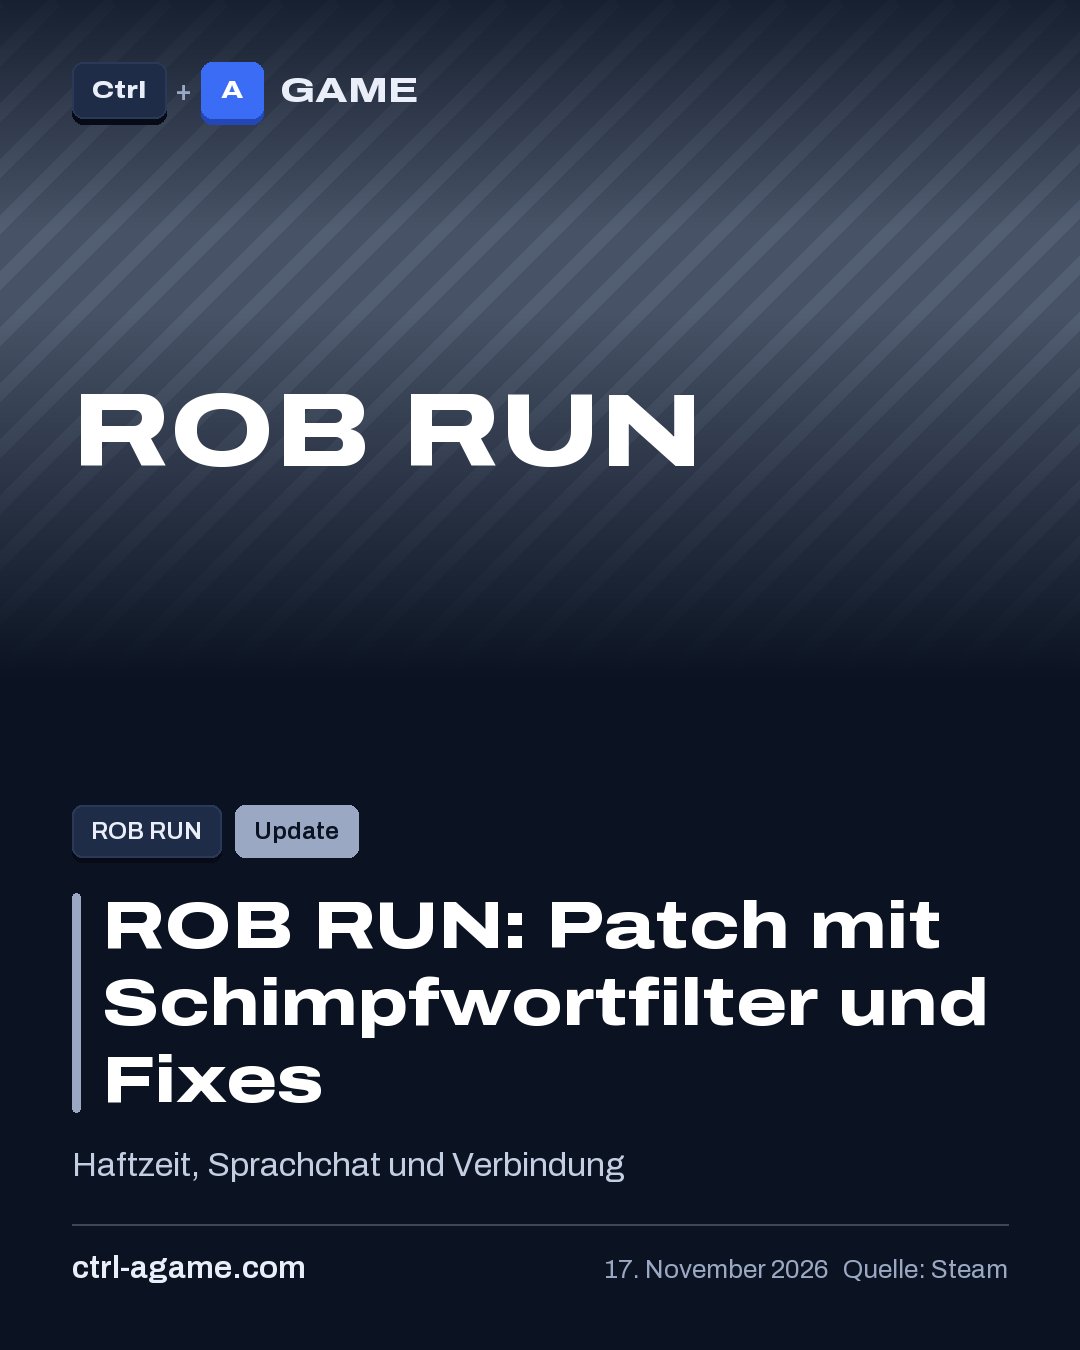 Ctrl + A GAME
ROB RUN
ROB RUN Update
ROB RUN: Patch mit
Schimpfwortfilter und
Fixes
Haftzeit, Sprachchat und Verbindung
ctrl-agame.com 17. November 2026 Quelle: Steam